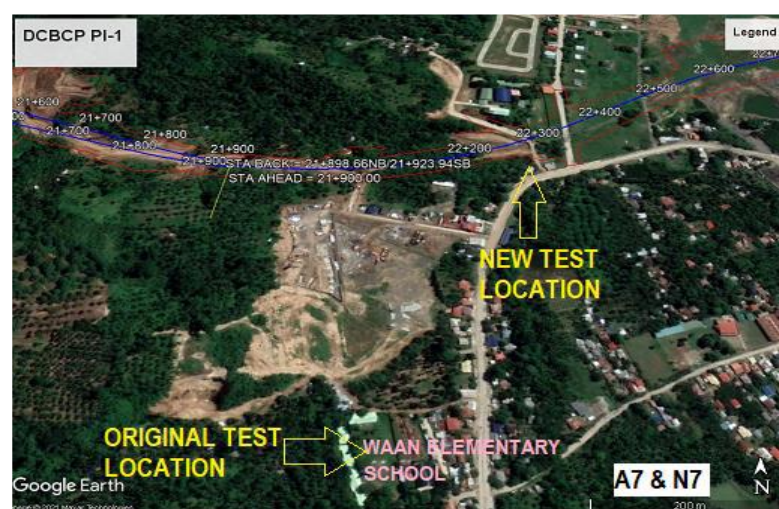 DCBCP PI-1
Legend
21+600
21+700
21+700
21+800
21+800
21+900
21+900
STA BACK = 21+898.66NB/21+923.94SB
STA AHEAD = 21+900.00
22+200
22+300
22+400
22+500
22+600
NEW TEST
LOCATION
ORIGINAL TEST
LOCATION
WAAN ELEMENTARY
SCHOOL
A7 & N7
N
Google Earth
200 m